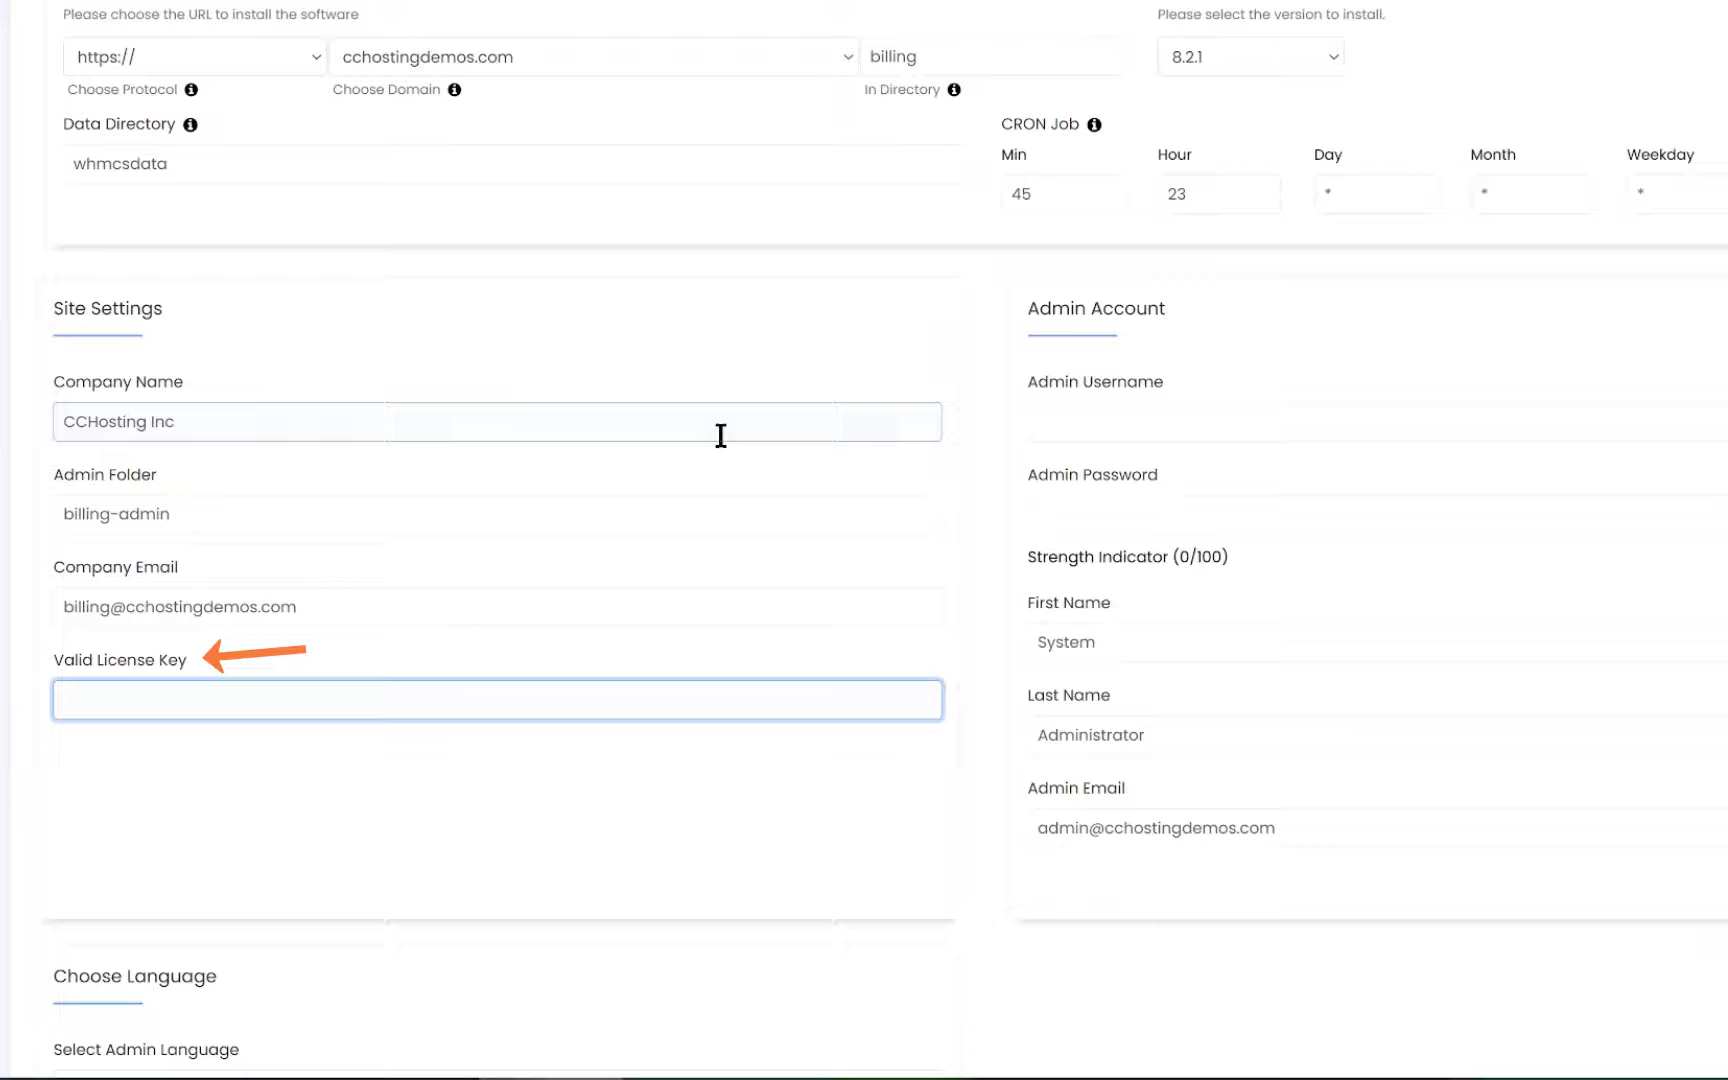 Please choose the URL to install the software
Please select the version to install.
https://
cchostingdemos.com
billing
8.2.1
Choose Protocol
Choose Domain
In Directory
Data Directory
CRON Job
Min
Hour
Day
Month
Weekday
whmcsdata
45
23
*
*
*
Site Settings
Company Name
CCHosting Inc
Admin Folder
billing-admin
Company Email
billing@cchostingdemos.com
Valid License Key
Admin Account
Admin Username
Admin Password
Strength Indicator (0/100)
First Name
System
Last Name
Administrator
Admin Email
admin@cchostingdemos.com
Choose Language
Select Admin Language